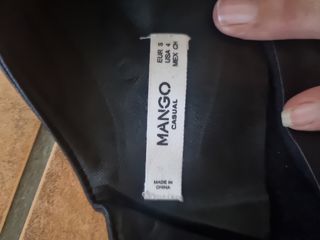 EUR S
USA 4
MEX CH
MANGO
CASUAL
MADE IN
CHINA